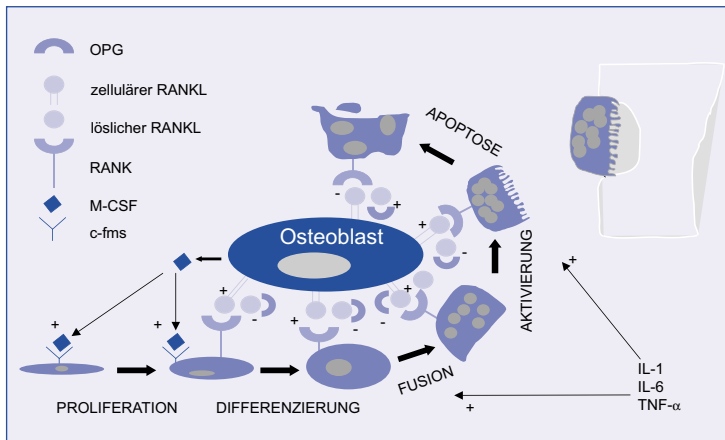 OPG
zellulärer RANKL
löslicher RANKL
RANK
M-CSF
c-fms
APOPTOSE
- +
Osteoblast
+
-
AKTIVIERUNG
+
+
+ -
+ -
+
-
+
+
FUSION
IL-1
IL-6
TNF-α
+
PROLIFERATION
DIFFERENZIERUNG